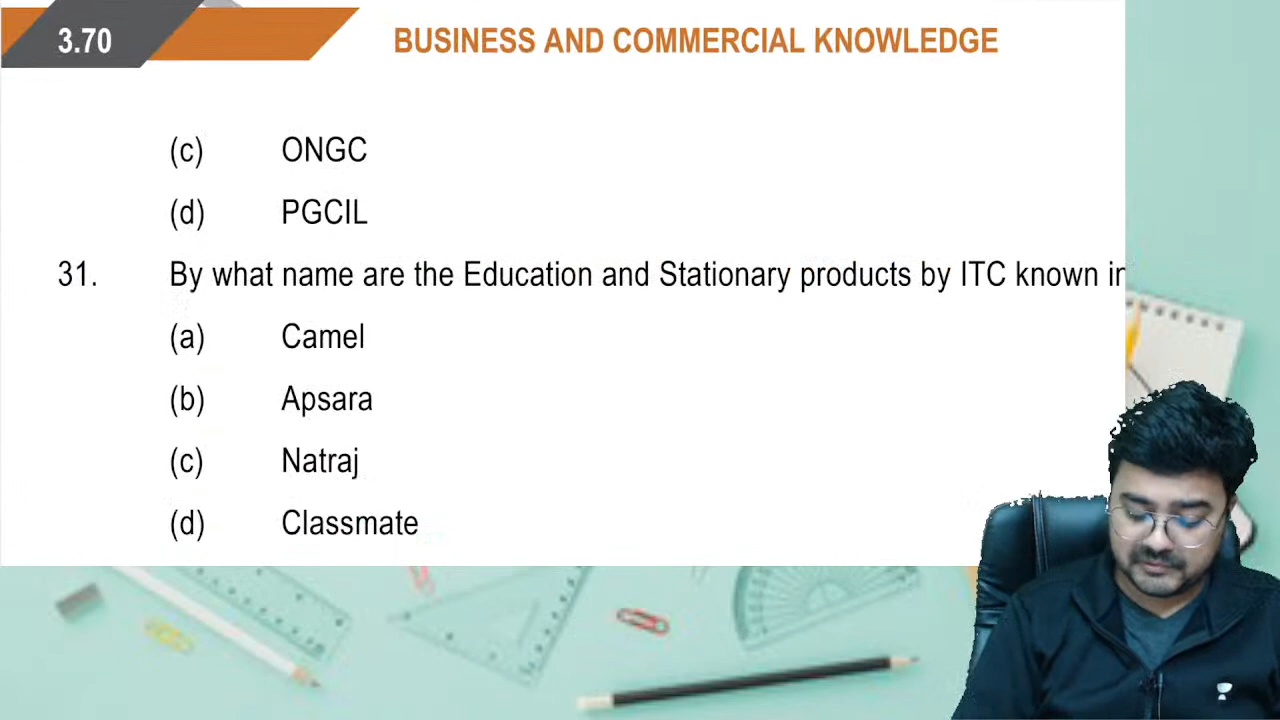 3.70
BUSINESS AND COMMERCIAL KNOWLEDGE
(c) ONGC
(d) PGCIL
31. By what name are the Education and Stationary products by ITC known in
(a) Camel
(b) Apsara
(c) Natraj
(d) Classmate